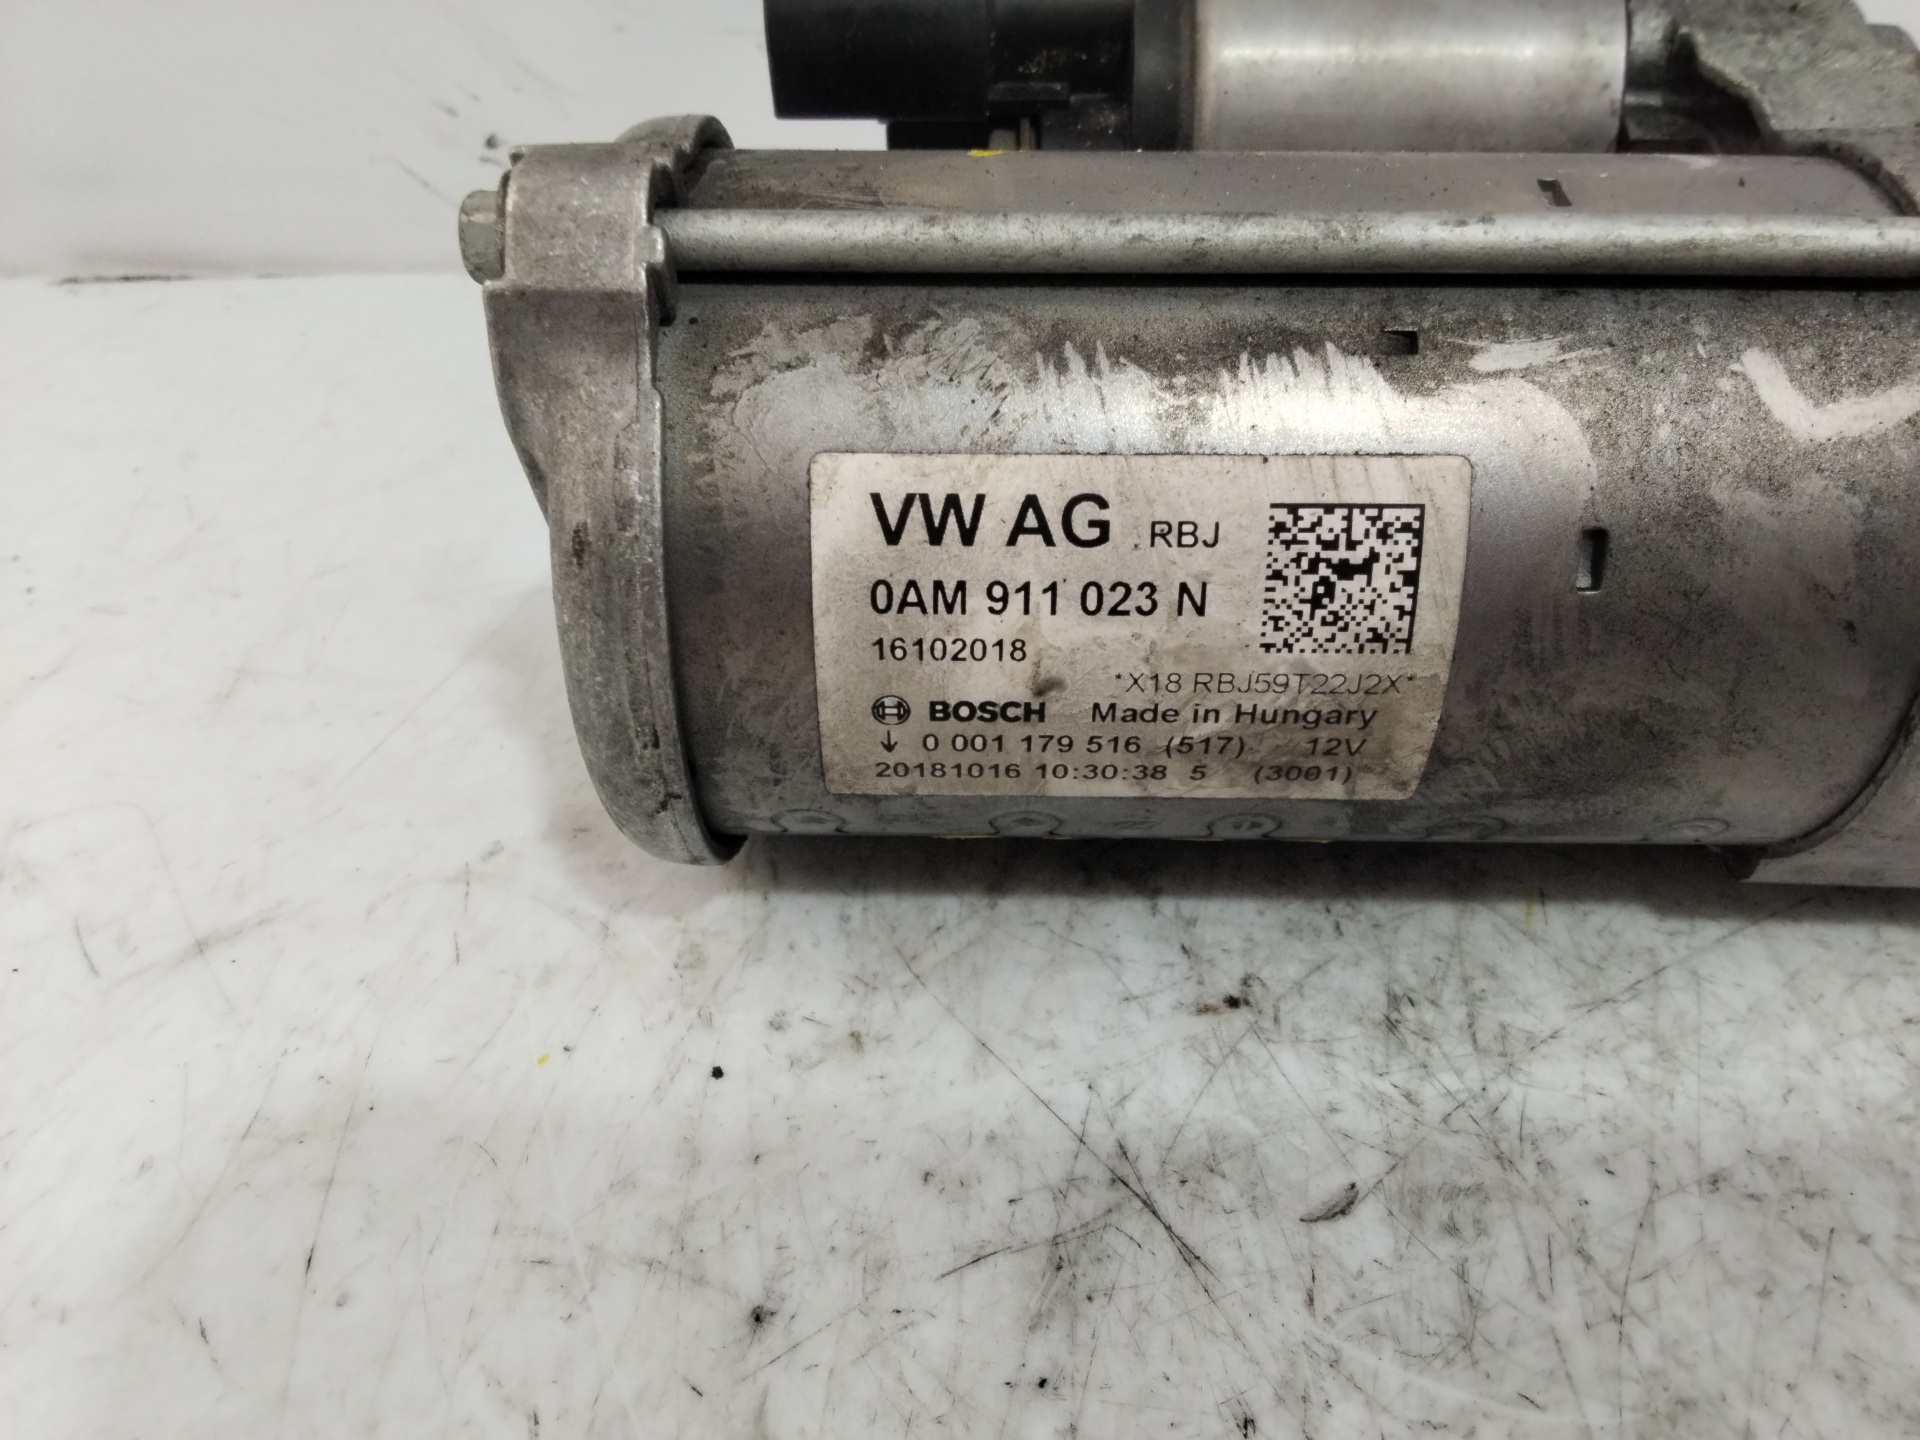 VW AG RBJ
0AM 911 023 N
16102018
*X18 RBJ59T22J2X*
BOSCH Made in Hungary
↓ 0 001 179 516 (517) 12V
20181016 10:30:38 5 (3001)